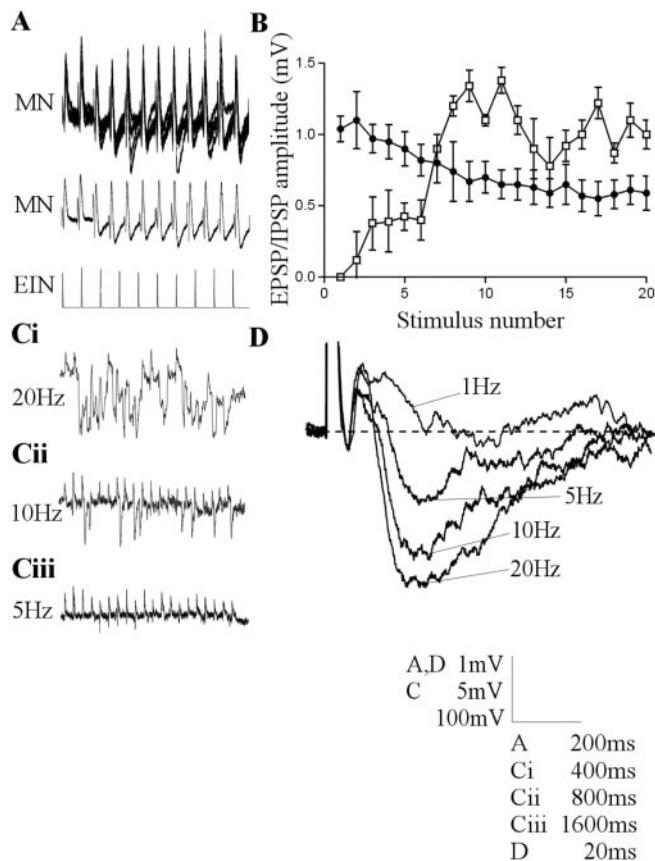 A
MN
MN
EIN
B
EPSP/IPSP amplitude (mV)
1.5
1.0
0.5
0.0
0 5 10 15 20
Stimulus number
Ci
20Hz
Cii
10Hz
Ciii
5Hz
D
1Hz
5Hz
10Hz
20Hz
A,D 1mV
C 5mV
100mV
A 200ms
Ci 400ms
Cii 800ms
Ciii 1600ms
D 20ms